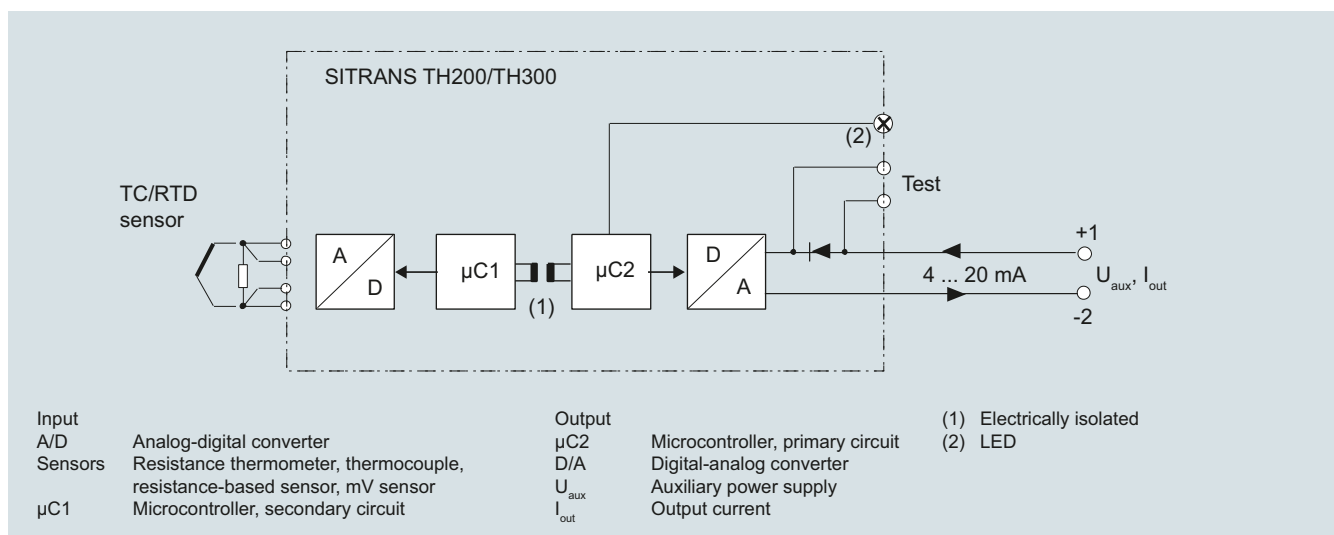 SITRANS TH200/TH300
(2)
Test
TC/RTD
sensor
A
D
µC1
(1)
µC2
D
A
+1
4 ... 20 mA
Uaux, Iout
-2
Input
A/D Analog-digital converter
Sensors Resistance thermometer, thermocouple,
resistance-based sensor, mV sensor
µC1 Microcontroller, secondary circuit
Output
µC2 Microcontroller, primary circuit
D/A Digital-analog converter
Uaux Auxiliary power supply
Iout Output current
(1) Electrically isolated
(2) LED